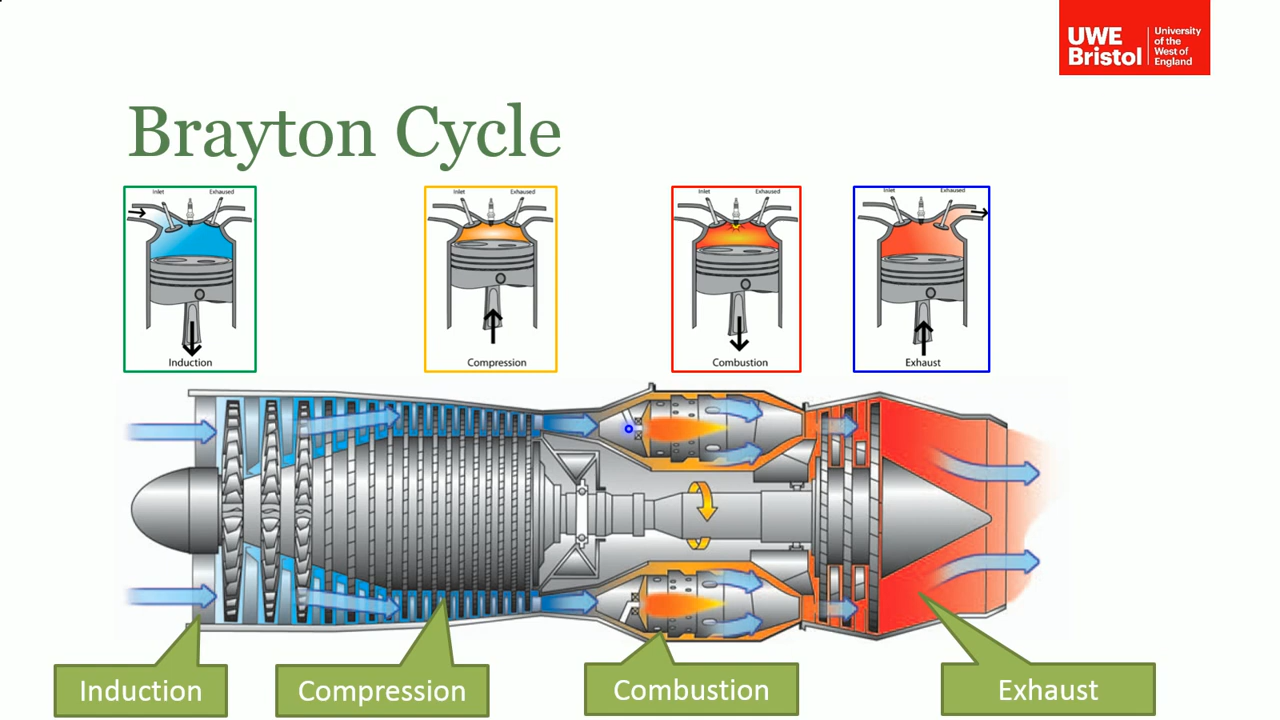 UWE
Bristol
University
of the
West of
England
Brayton Cycle
Inlet Exhaused
Induction
Inlet Exhaused
Compression
Inlet Exhaused
Combustion
Inlet Exhaused
Exhaust
Induction
Compression
Combustion
Exhaust